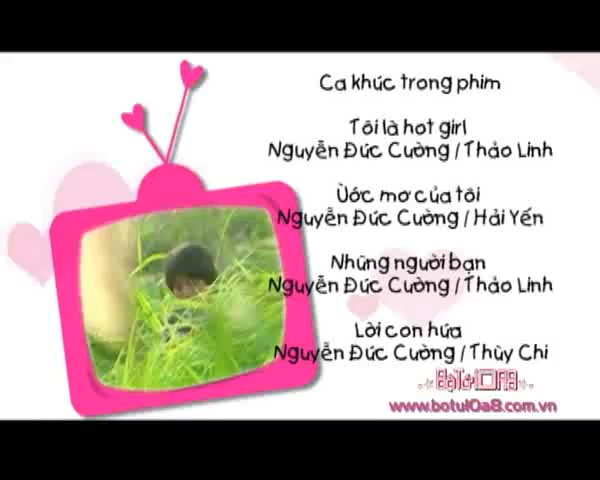 Ca khúc trong phim
Tôi là hot girl
Nguyễn Đức Cường / Thảo Linh
Ước mơ của tôi
Nguyễn Đức Cường / Hải Yến
Những người bạn
Nguyễn Đức Cường / Thảo Linh
Lời con hứa
Nguyễn Đức Cường / Thùy Chi
www.botu10a8.com.vn